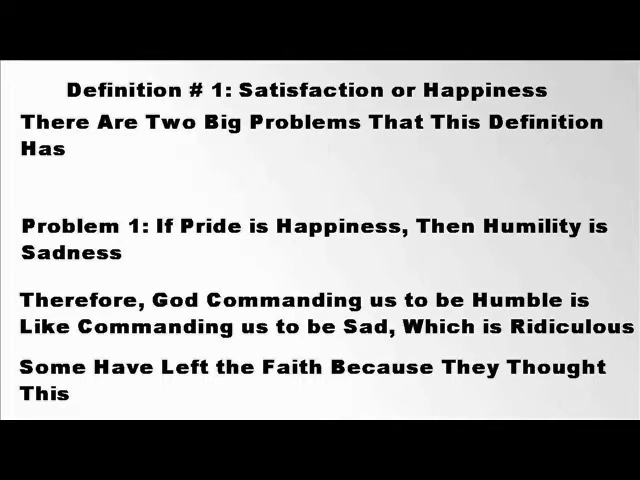 Definition # 1: Satisfaction or Happiness
There Are Two Big Problems That This Definition
Has
Problem 1: If Pride is Happiness, Then Humility is
Sadness
Therefore, God Commanding us to be Humble is
Like Commanding us to be Sad, Which is Ridiculous
Some Have Left the Faith Because They Thought
This